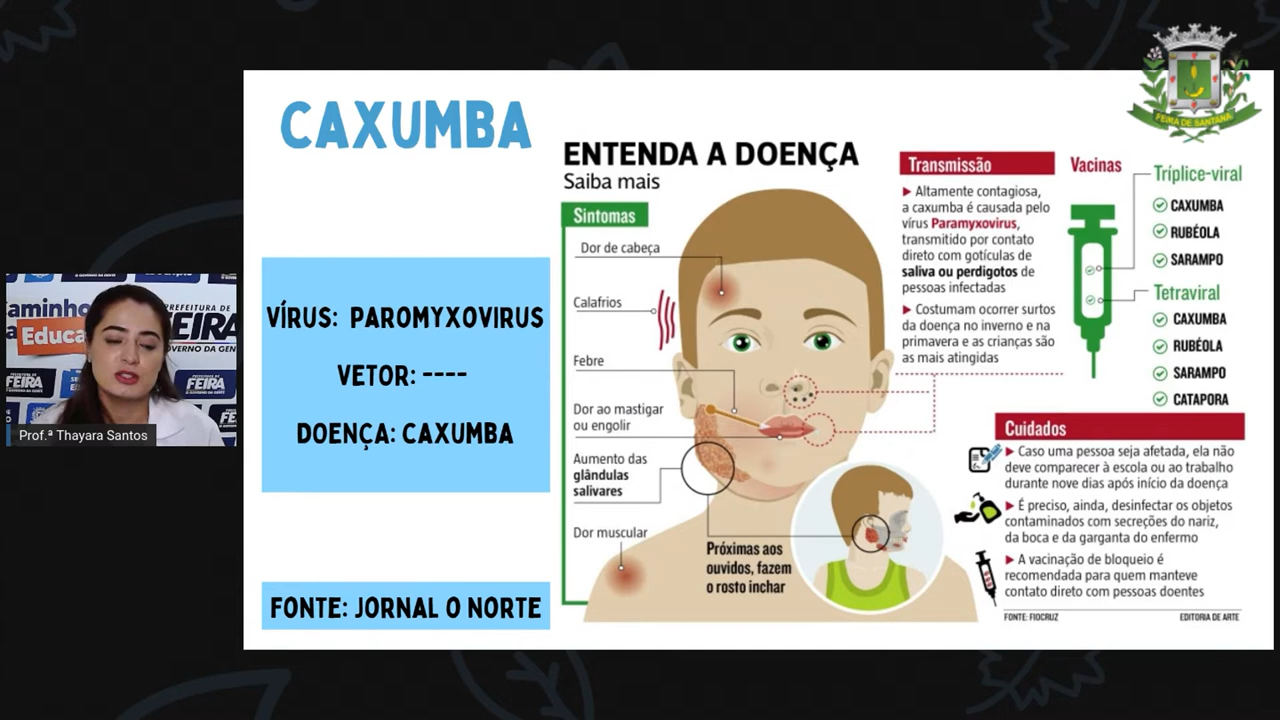 CAXUMBA
VÍRUS: PAROMYXOVIRUS
VETOR: ----
DOENÇA: CAXUMBA
FONTE: JORNAL O NORTE
ENTENDA A DOENÇA
Saiba mais
Sintomas
Dor de cabeça
Calafrios
Febre
Dor ao mastigar
ou engolir
Aumento das
glândulas
salivares
Dor muscular
Próximas aos
ouvidos, fazem
o rosto inchar
Transmissão
Altamente contagiosa,
a caxumba é causada pelo
vírus Paramyxovirus,
transmitido por contato
direto com gotículas de
saliva ou perdigotos de
pessoas infectadas
Costumam ocorrer surtos
da doença no inverno e na
primavera e as crianças são
as mais atingidas
Vacinas
Tríplice-viral
CAXUMBA
RUBÉOLA
SARAMPO
Tetraviral
CAXUMBA
RUBÉOLA
SARAMPO
CATAPORA
Cuidados
Caso uma pessoa seja afetada, ela não
deve comparecer à escola ou ao trabalho
durante nove dias após início da doença
É preciso, ainda, desinfectar os objetos
contaminados com secreções do nariz,
da boca e da garganta do enfermo
A vacinação de bloqueio é
recomendada para quem manteve
contato direto com pessoas doentes
FONTE: FIOCRUZ
EDITORIA DE ARTE
FEIRA DE SANTANA
aminho
Educa
PREFEITURA DE
EIRA
OVERNO DA GEN
FEIRA
FEIRA
Prof.ª Thayara Santos